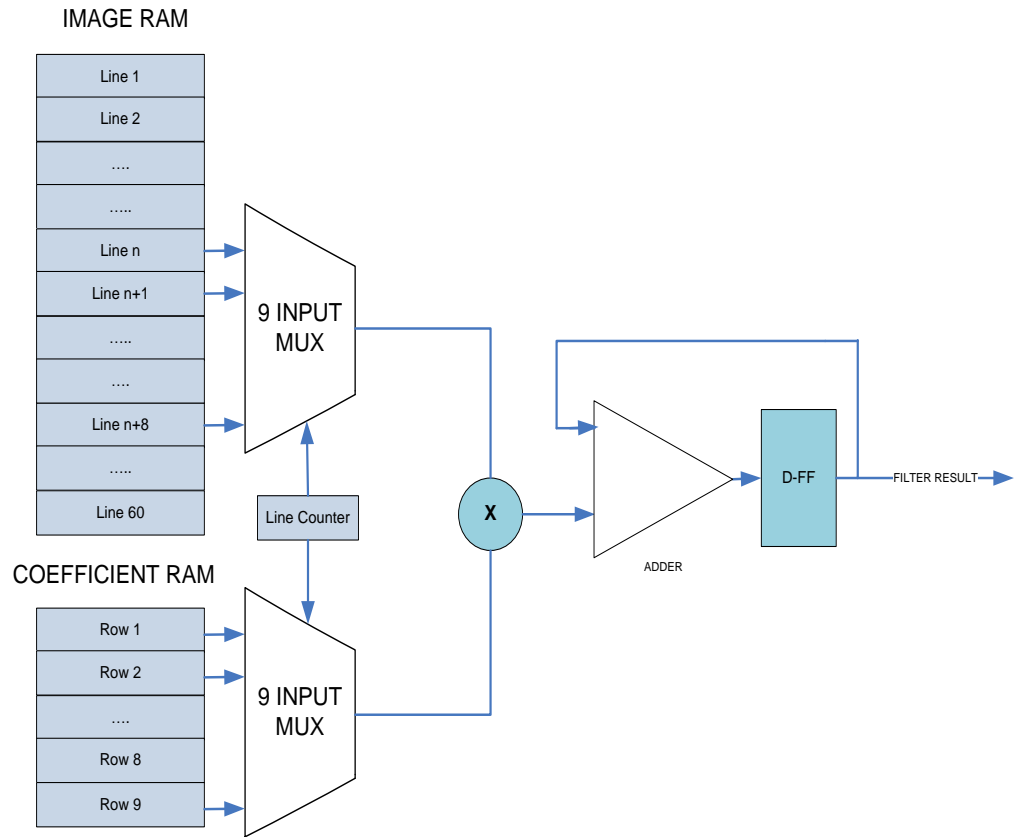 IMAGE RAM
Line 1
Line 2
....
.....
Line n
Line n+1
.....
....
Line n+8
.....
Line 60
9 INPUT
MUX
Line Counter
X
ADDER
D-FF
FILTER RESULT
COEFFICIENT RAM
Row 1
Row 2
....
Row 8
Row 9
9 INPUT
MUX